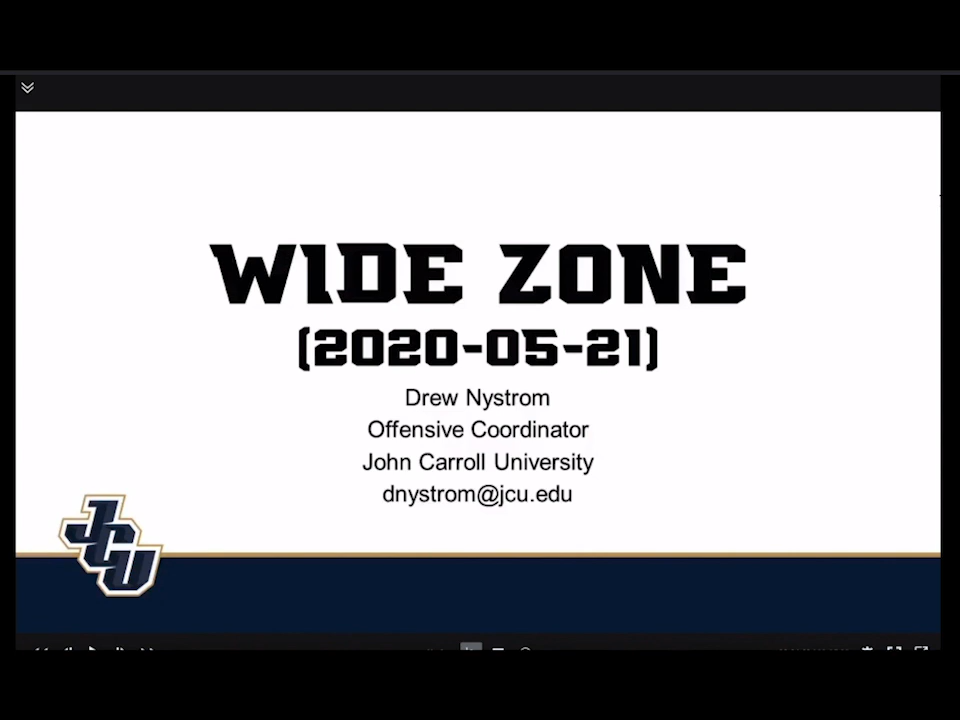 WIDE ZONE
(2020-05-21)
Drew Nystrom
Offensive Coordinator
John Carroll University
dnystrom@jcu.edu
JCU